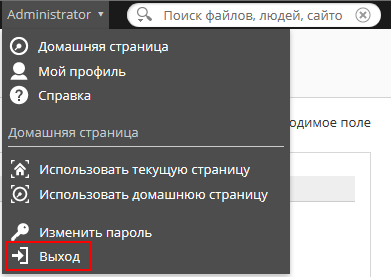 Administrator
Поиск файлов, людей, сайто
Домашняя страница
Мой профиль
Справка
Домашняя страница
ходимое поле
Использовать текущую страницу
Использовать домашнюю страницу
Изменить пароль
Выход